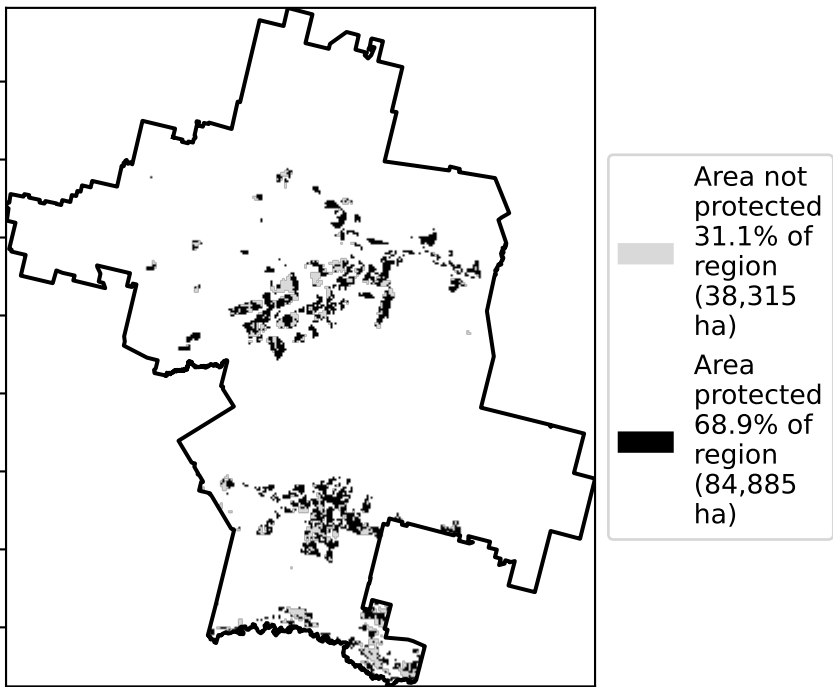 Area not
protected
31.1% of
region
(38,315
ha)
Area
protected
68.9% of
region
(84,885
ha)